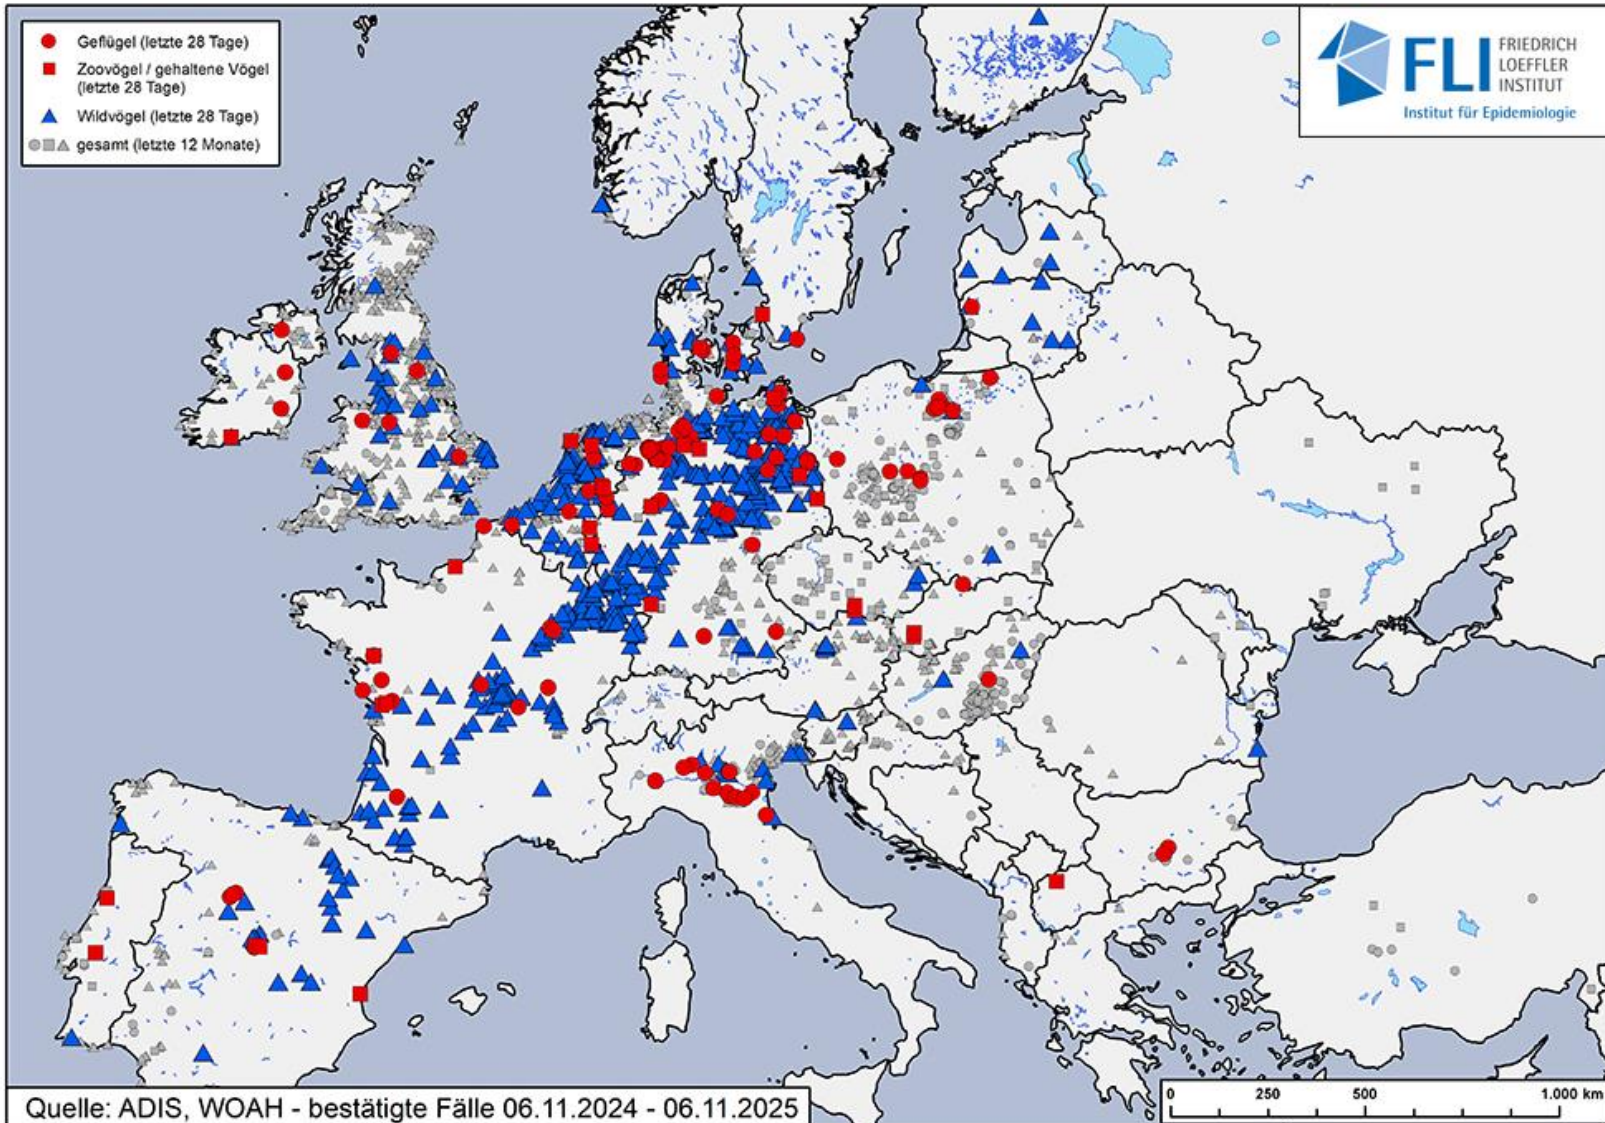 Geflügel (letzte 28 Tage)
Zoovögel / gehaltene Vögel
(letzte 28 Tage)
Wildvögel (letzte 28 Tage)
gesamt (letzte 12 Monate)
FLI
FRIEDRICH
LOEFFLER
INSTITUT
Institut für Epidemiologie
Quelle: ADIS, WOAH - bestätigte Fälle 06.11.2024 - 06.11.2025
0 250 500 1.000 km